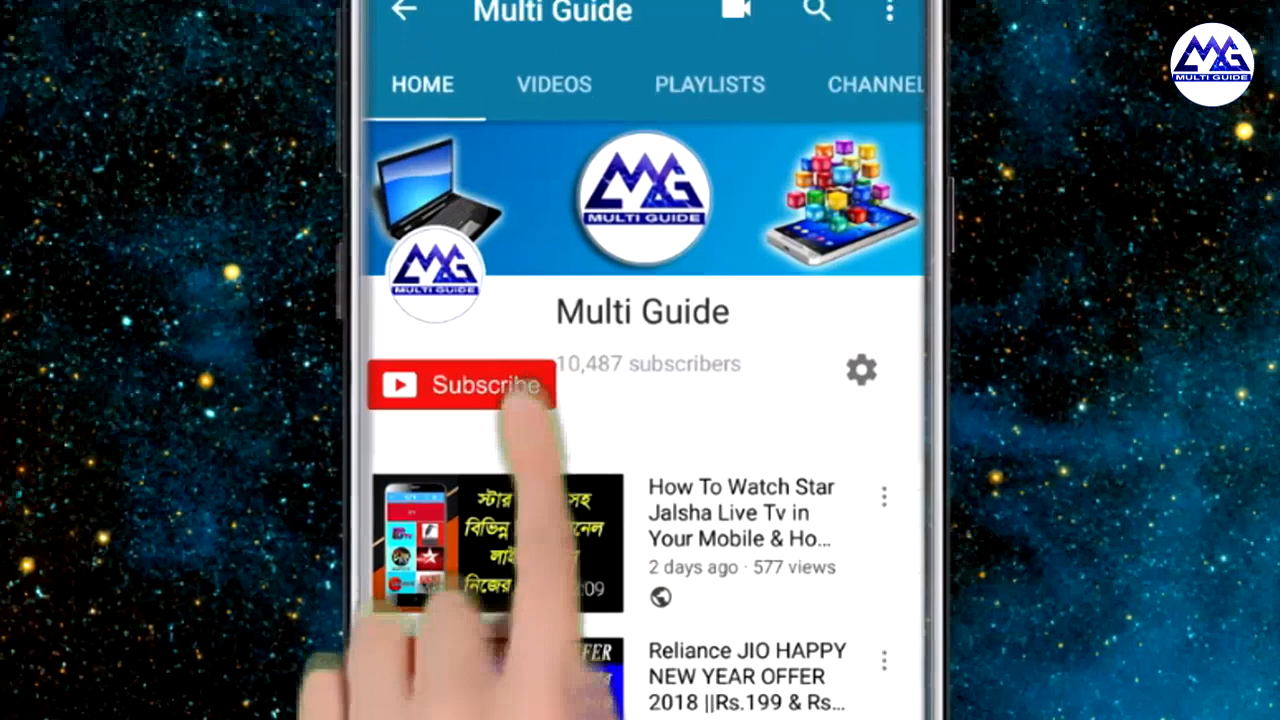 Multi Guide
HOME VIDEOS PLAYLISTS CHANNEL
M&G
MULTI GUIDE
M&G
MULTI GUIDE
M&G
MULTI GUIDE
Multi Guide
10,487 subscribers
Subscribe
স্টার সহ
বিভিন্ন
নিজের
:09
How To Watch Star
Jalsha Live Tv in
Your Mobile & Ho...
2 days ago · 577 views
Reliance JIO HAPPY
NEW YEAR OFFER
2018 ||Rs.199 & Rs...